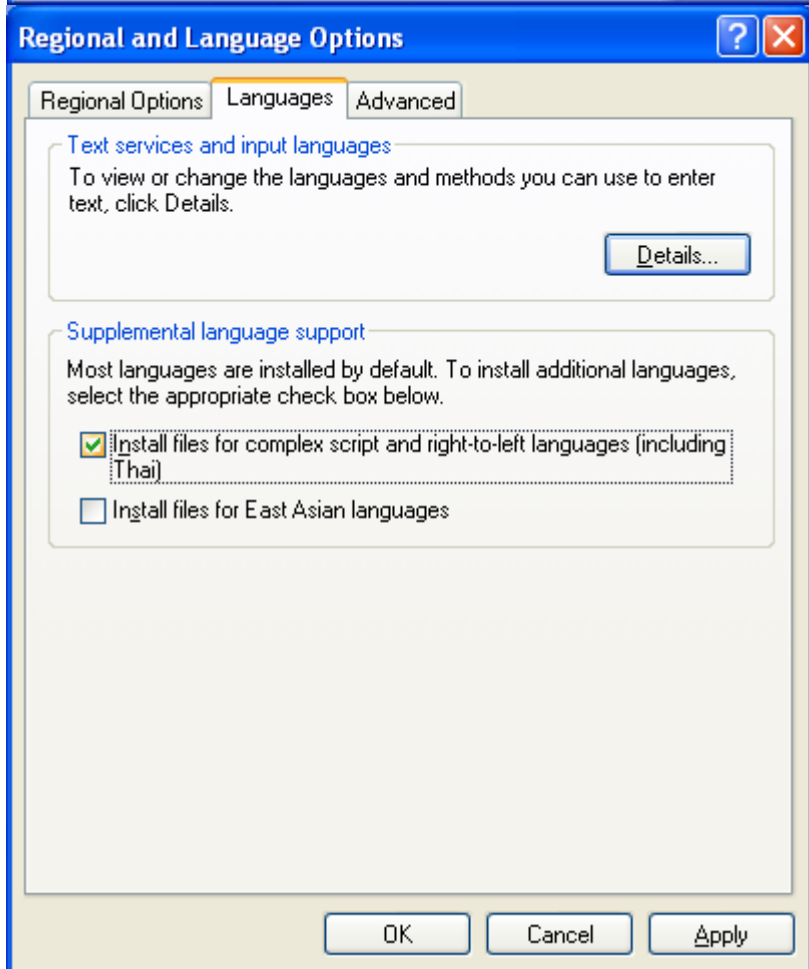 Regional and Language Options
Regional Options
Languages
Advanced
Text services and input languages
To view or change the languages and methods you can use to enter
text, click Details.
Details...
Supplemental language support
Most languages are installed by default. To install additional languages,
select the appropriate check box below.
Install files for complex script and right-to-left languages (including
Thai)
Install files for East Asian languages
OK
Cancel
Apply